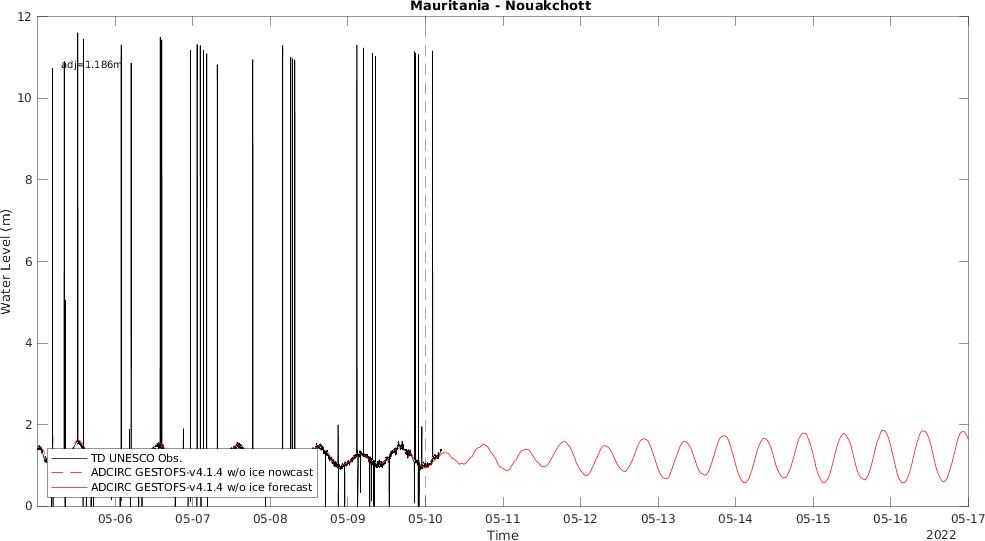 Mauritania - Nouakchott
12
10
8
6
4
2
0
Water Level (m)
adj=1.186m
TD UNESCO Obs.
ADCIRC GESTOFS-v4.1.4 w/o ice nowcast
ADCIRC GESTOFS-v4.1.4 w/o ice forecast
05-06 05-07 05-08 05-09 05-10 05-11 05-12 05-13 05-14 05-15 05-16 05-17
Time
2022